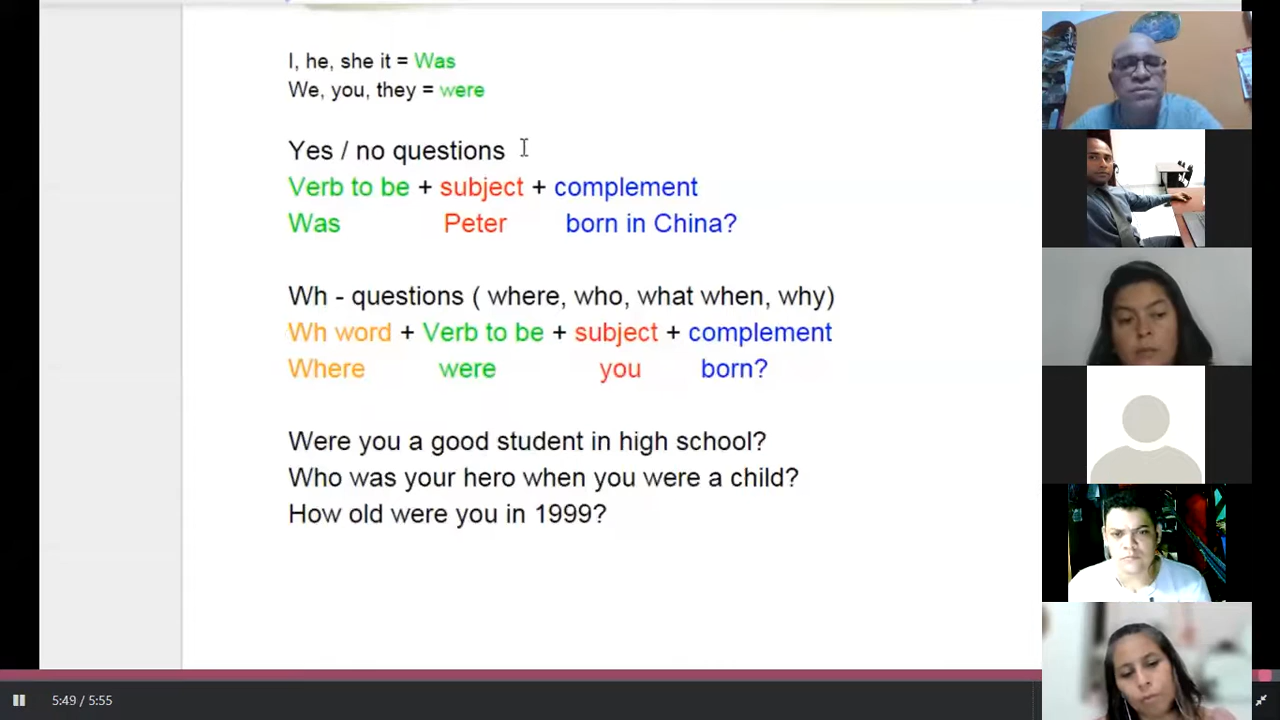 I, he, she it = Was
We, you, they = were
Yes / no questions
Verb to be + subject + complement
Was Peter born in China?
Wh - questions ( where, who, what when, why)
Wh word + Verb to be + subject + complement
Where were you born?
Were you a good student in high school?
Who was your hero when you were a child?
How old were you in 1999?
5:49 / 5:55